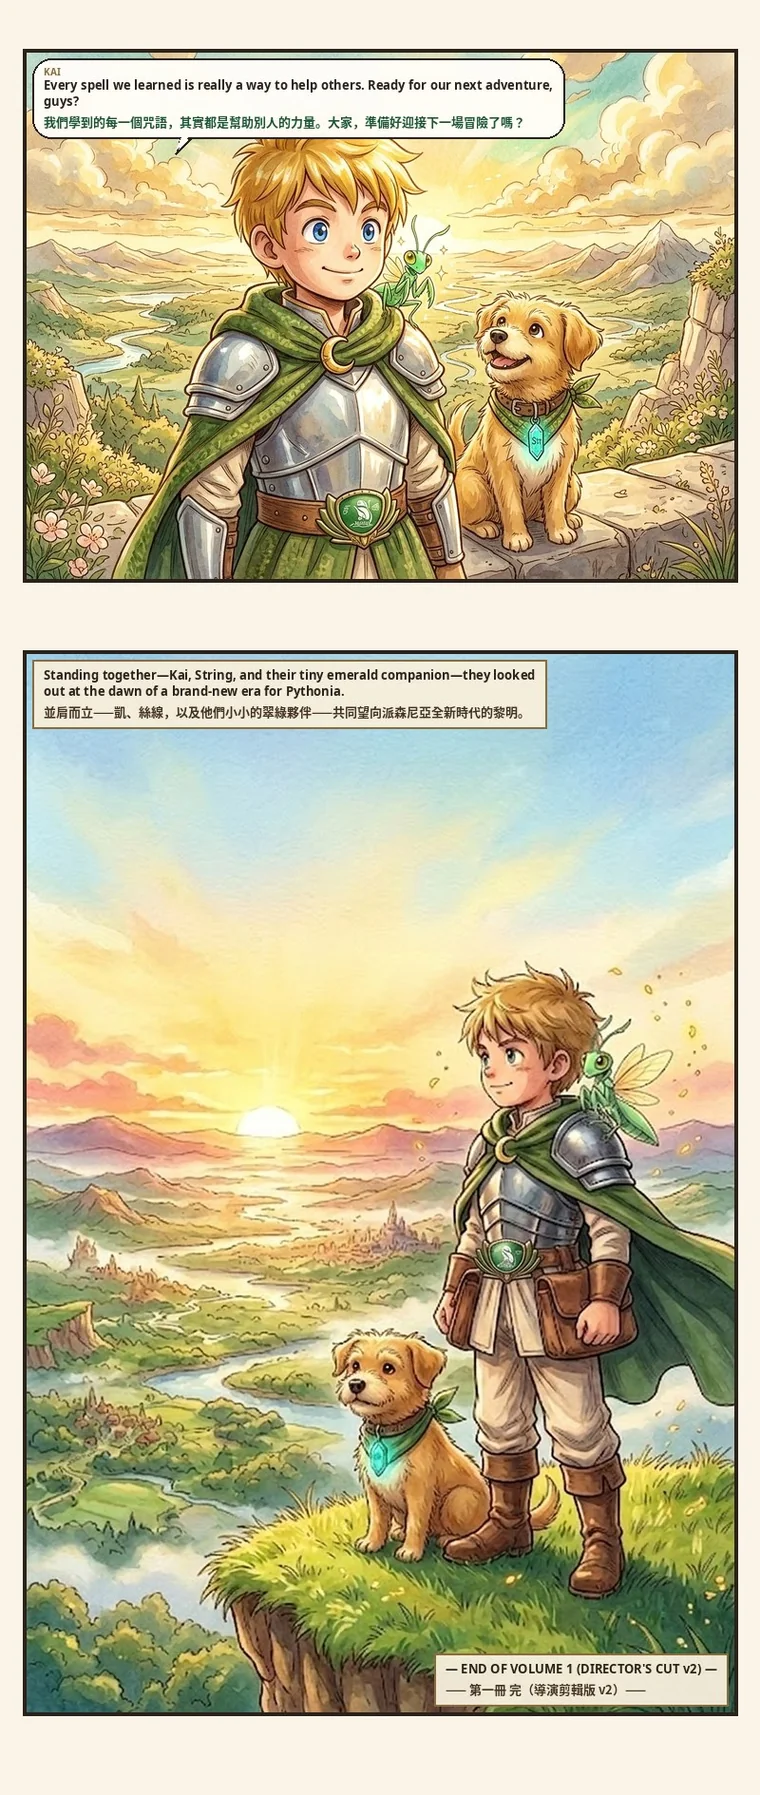 KAI
Every spell we learned is really a way to help others. Ready for our next adventure,
guys?
我們學到的每一個咒語，其實都是幫助別人的力量。大家，準備好迎接下一場冒險了嗎？
Standing together—Kai, String, and their tiny emerald companion—they looked
out at the dawn of a brand-new era for Pythonia.
並肩而立——凱、絲線，以及他們小小的翠綠夥伴——共同望向派森尼亞全新時代的黎明。
— END OF VOLUME 1 (DIRECTOR'S CUT v2) —
—— 第一冊 完（導演剪輯版 v2）——